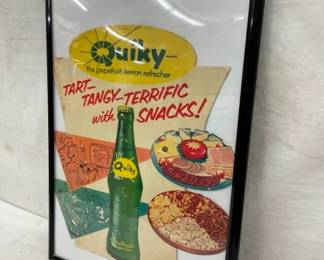 Quiky
the grapefruit-lemon refresher
TART-
TANGY-TERRIFIC
with SNACKS!
Quiky